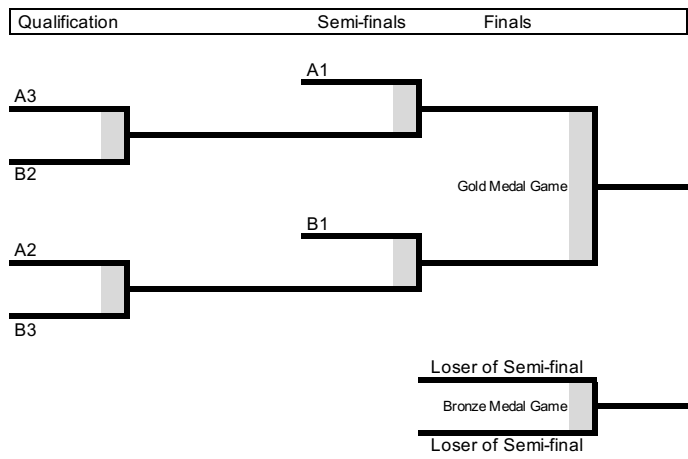 Qualification Semi-finals Finals
A1
A3
B2
Gold Medal Game
B1
A2
B3
Loser of Semi-final
Bronze Medal Game
Loser of Semi-final